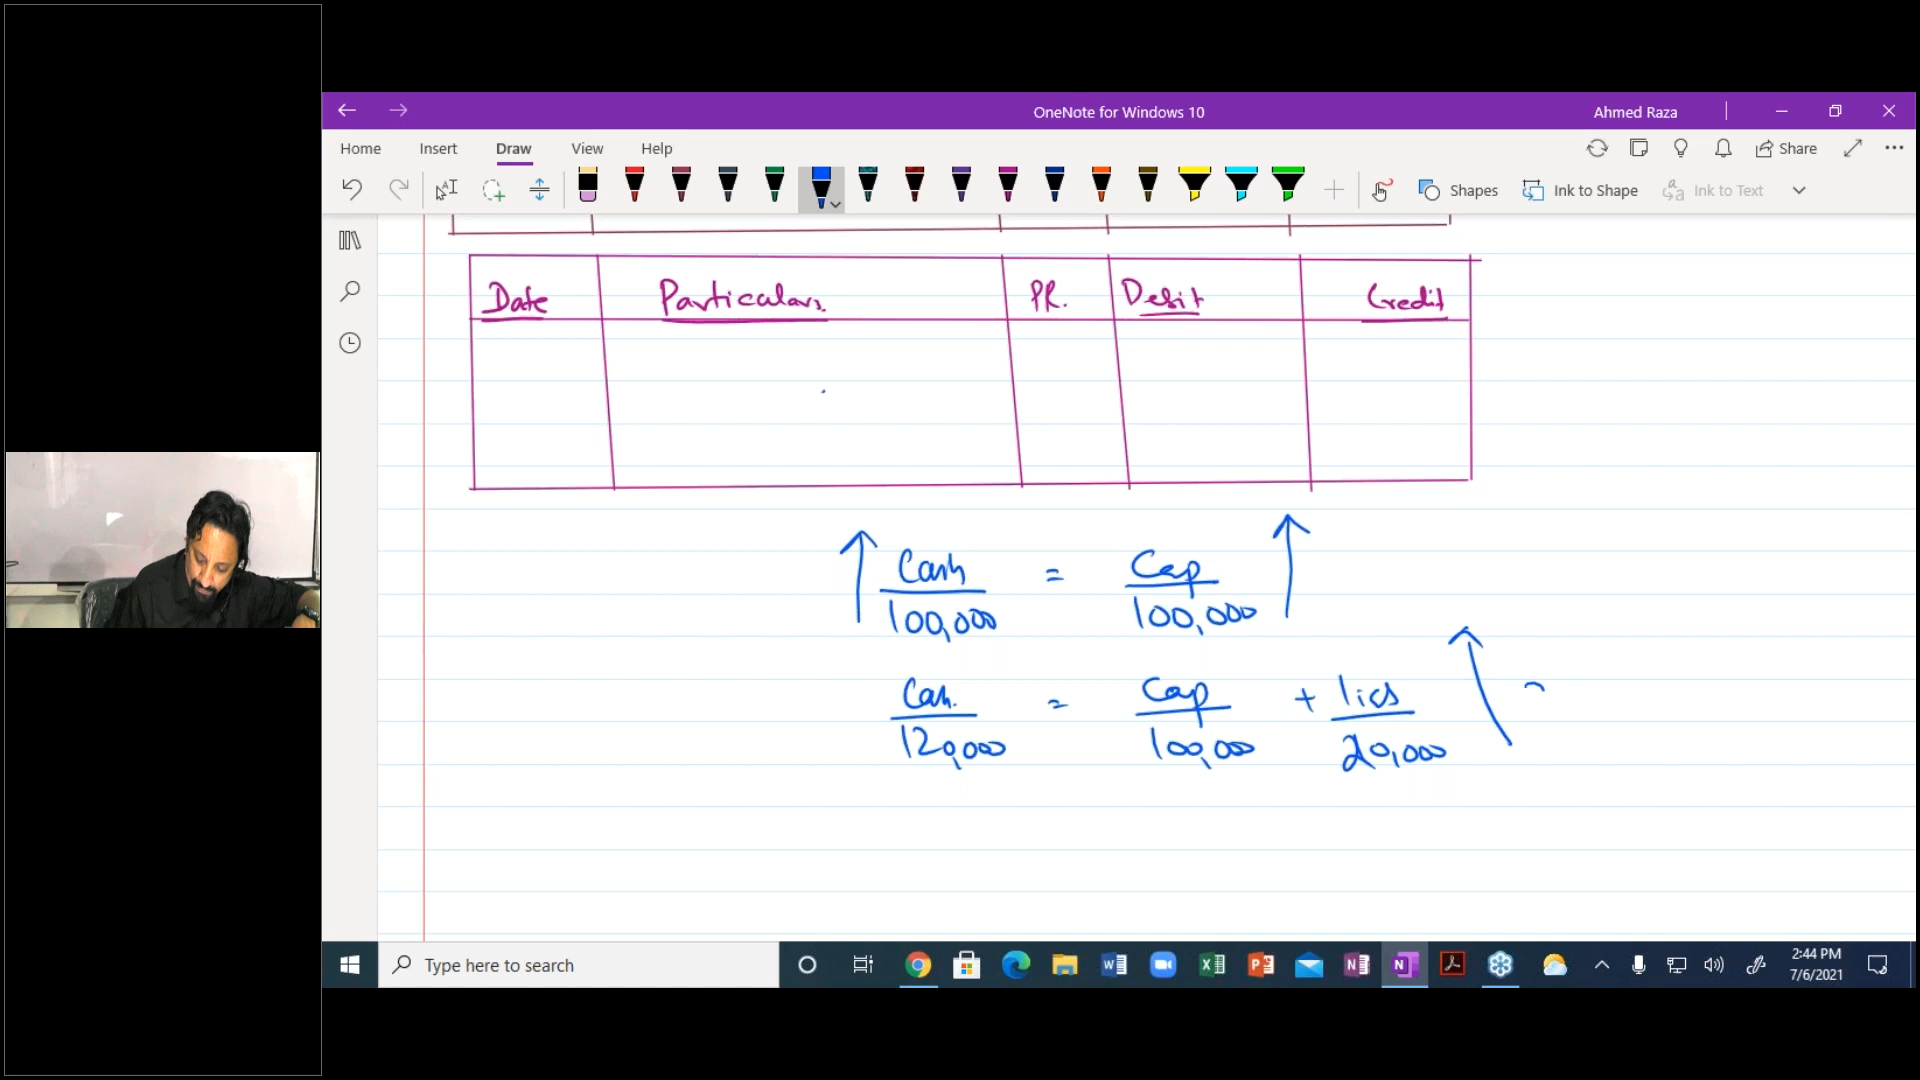 OneNote for Windows 10 Ahmed Raza
Home Insert Draw View Help Share
Shapes Ink to Shape Ink to Text
Date Particulars. PR. Debit Credit
Cash = Cap
100,000 100,000
Cash. = Cap + lics
120,000 100,000 20,000
Type here to search
2:44 PM
7/6/2021